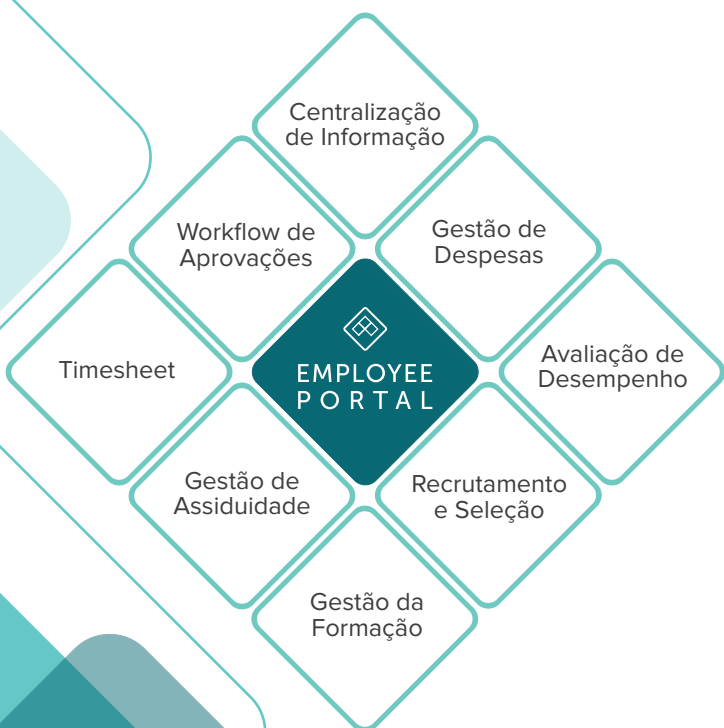 Centralização
de Informação
Workflow de
Aprovações
Gestão de
Despesas
Timesheet
EMPLOYEE
PORTAL
Avaliação de
Desempenho
Gestão de
Assiduidade
Recrutamento
e Seleção
Gestão da
Formação